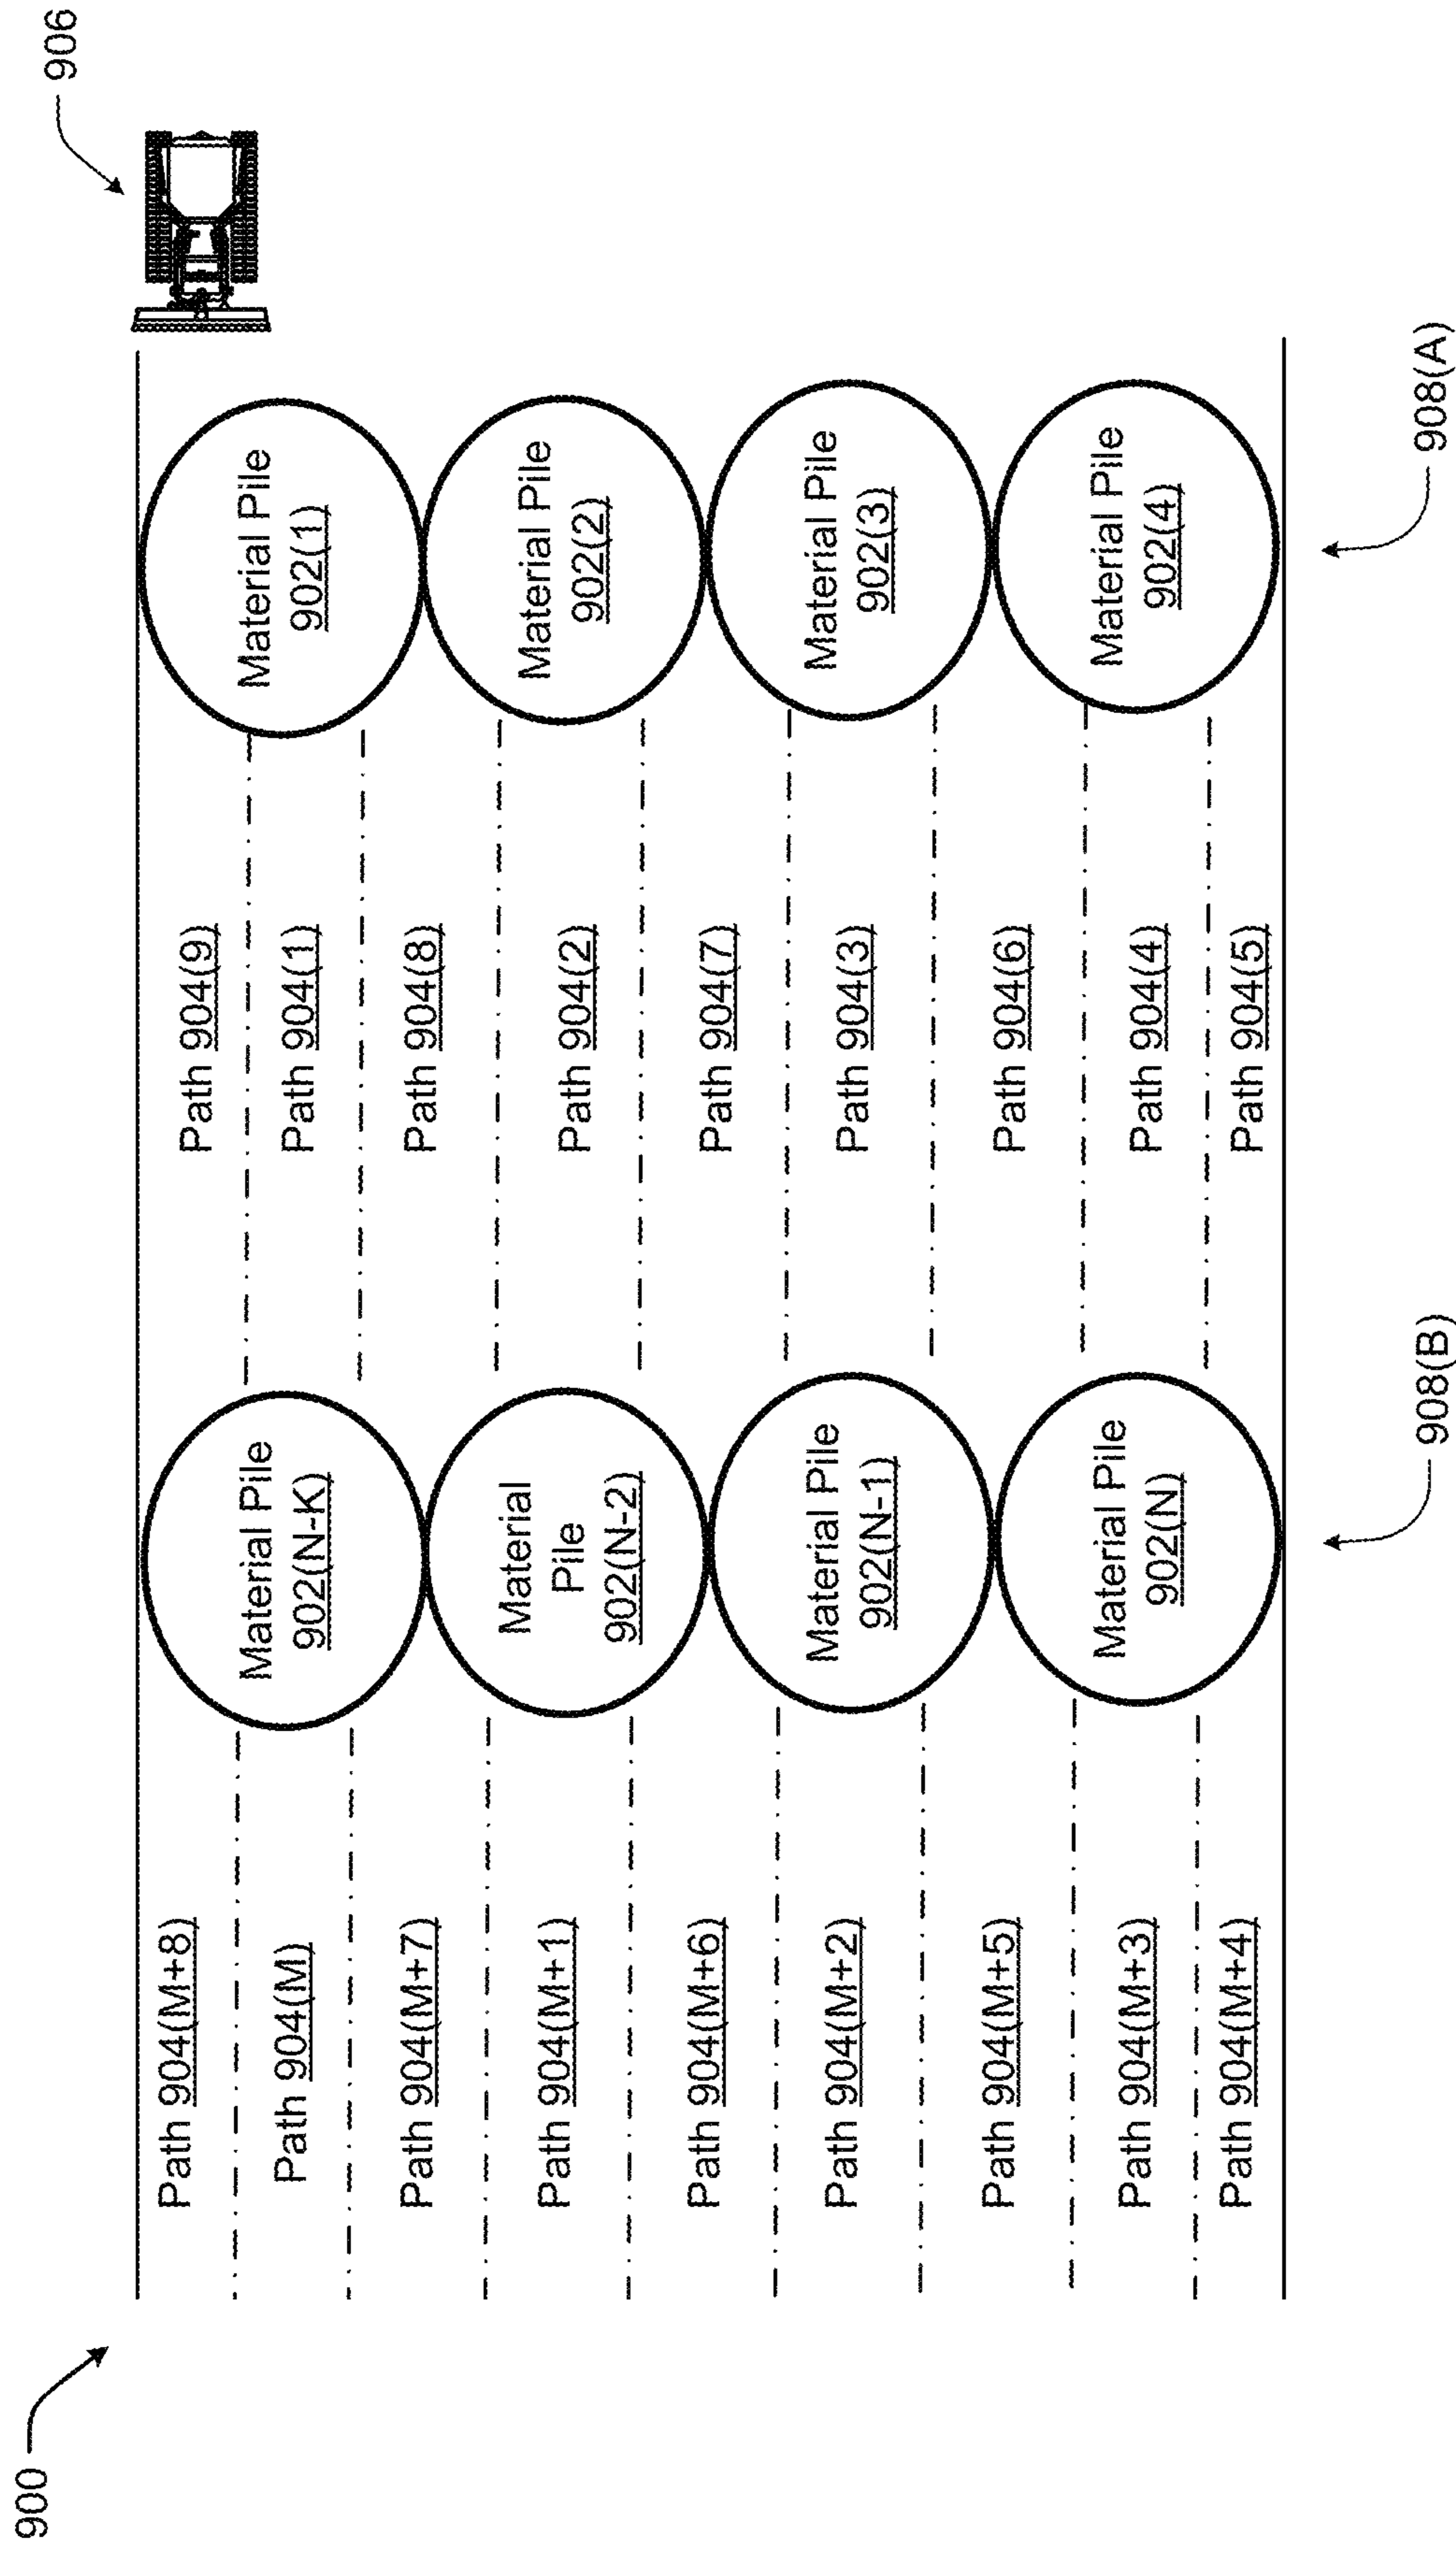 900
906
Path 904(M+8)
Path 904(M)
Path 904(M+7)
Path 904(M+1)
Path 904(M+6)
Path 904(M+2)
Path 904(M+5)
Path 904(M+3)
Path 904(M+4)
Material Pile
902(N-K)
Material
Pile
902(N-2)
Material Pile
902(N-1)
Material Pile
902(N)
Path 904(9)
Path 904(1)
Path 904(8)
Path 904(2)
Path 904(7)
Path 904(3)
Path 904(6)
Path 904(4)
Path 904(5)
Material Pile
902(1)
Material Pile
902(2)
Material Pile
902(3)
Material Pile
902(4)
908(B)
908(A)